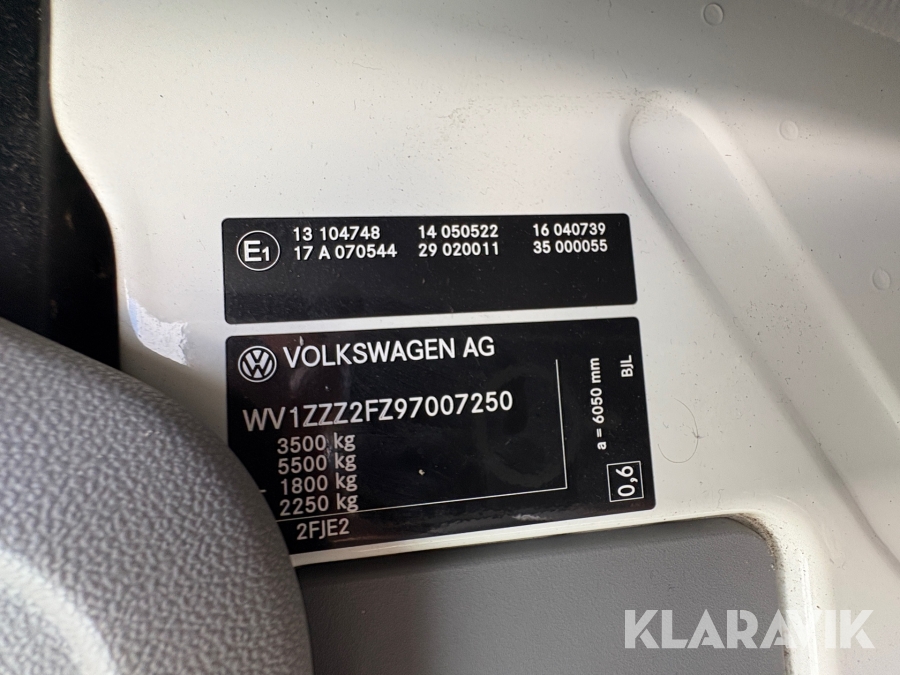 E1
13 104748 14 050522 16 040739
17 A 070544 29 020011 35 000055
VOLKSWAGEN AG
WV1ZZZ2FZ97007250
3500 kg
5500 kg
1800 kg
2250 kg
2FJE2
a = 6050 mm
BJL
0,6
KLARAVIK